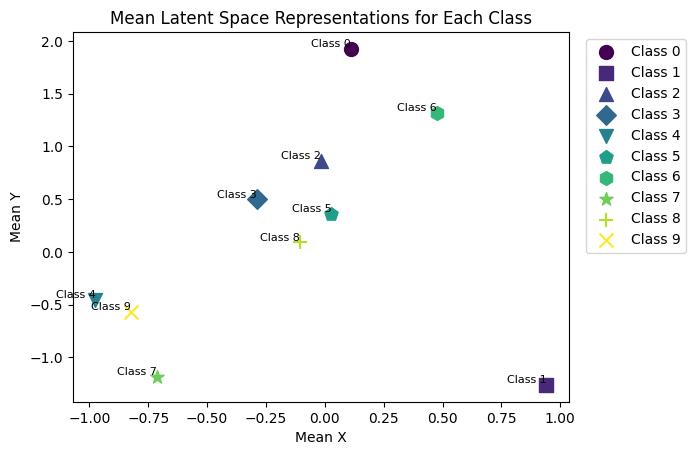 Mean Latent Space Representations for Each Class
2.0
1.5
1.0
0.5
0.0
−0.5
−1.0
Mean Y
Class 0
Class 6
Class 2
Class 3
Class 5
Class 8
Class 4
Class 9
Class 7
Class 1
−1.00
−0.75
−0.50
−0.25
0.00
0.25
0.50
0.75
1.00
Mean X
Class 0
Class 1
Class 2
Class 3
Class 4
Class 5
Class 6
Class 7
Class 8
Class 9